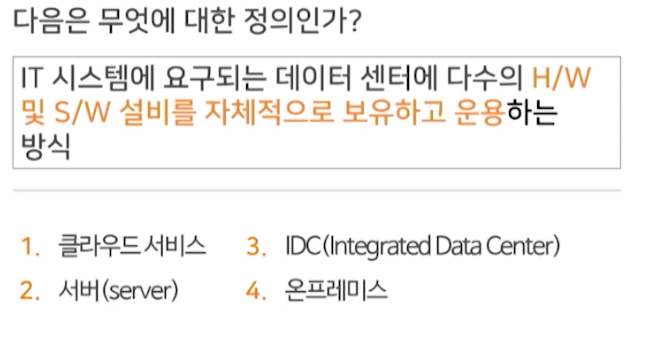 다음은 무엇에 대한 정의인가?
IT 시스템에 요구되는 데이터 센터에 다수의 H/W
및 S/W 설비를 자체적으로 보유하고 운용하는
방식
1. 클라우드 서비스
2. 서버(server)
3. IDC(Integrated Data Center)
4. 온프레미스